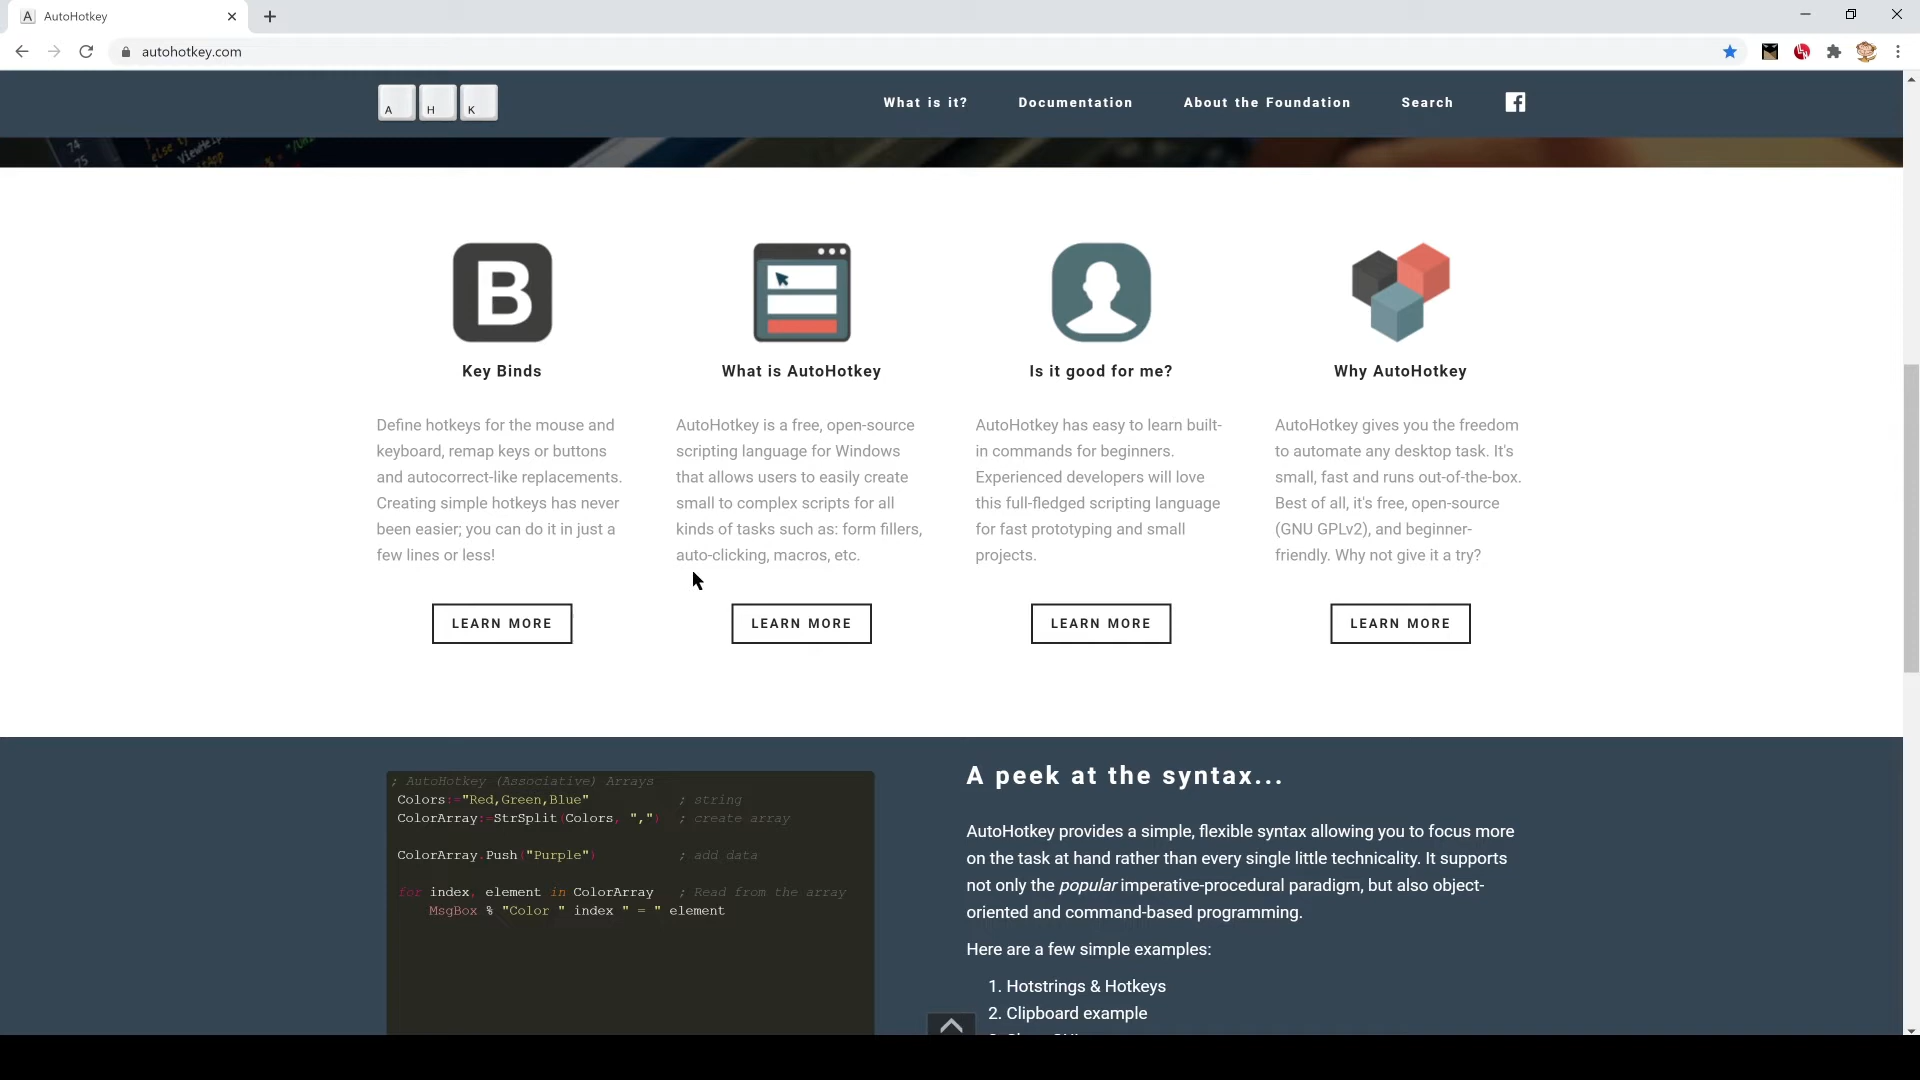 AutoHotkey
autohotkey.com
A H K
What is it?
Documentation
About the Foundation
Search
74
75
else
ViewHelp
B
Key Binds
Define hotkeys for the mouse and
keyboard, remap keys or buttons
and autocorrect-like replacements.
Creating simple hotkeys has never
been easier; you can do it in just a
few lines or less!
LEARN MORE
What is AutoHotkey
AutoHotkey is a free, open-source
scripting language for Windows
that allows users to easily create
small to complex scripts for all
kinds of tasks such as: form fillers,
auto-clicking, macros, etc.
LEARN MORE
Is it good for me?
AutoHotkey has easy to learn built-
in commands for beginners.
Experienced developers will love
this full-fledged scripting language
for fast prototyping and small
projects.
LEARN MORE
Why AutoHotkey
AutoHotkey gives you the freedom
to automate any desktop task. It's
small, fast and runs out-of-the-box.
Best of all, it's free, open-source
(GNU GPLv2), and beginner-
friendly. Why not give it a try?
LEARN MORE
; AutoHotkey (Associative) Arrays
Colors:="Red,Green,Blue" ; string
ColorArray:=StrSplit(Colors, ",") ; create array
ColorArray.Push("Purple") ; add data
for index, element in ColorArray ; Read from the array
MsgBox % "Color " index " = " element
A peek at the syntax...
AutoHotkey provides a simple, flexible syntax allowing you to focus more
on the task at hand rather than every single little technicality. It supports
not only the popular imperative-procedural paradigm, but also object-
oriented and command-based programming.
Here are a few simple examples:
1. Hotstrings & Hotkeys
2. Clipboard example